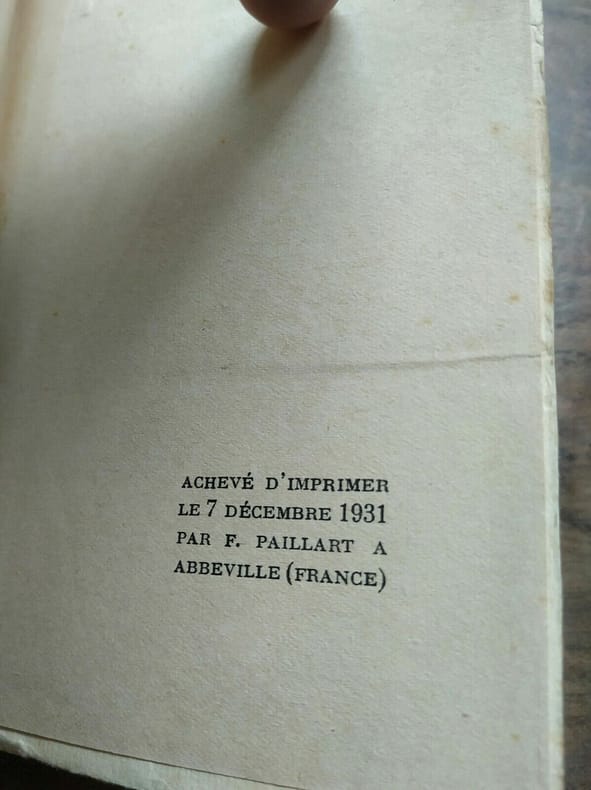 ACHEVÉ D'IMPRIMER
LE 7 DÉCEMBRE 1931
PAR F. PAILLART A
ABBEVILLE (FRANCE)